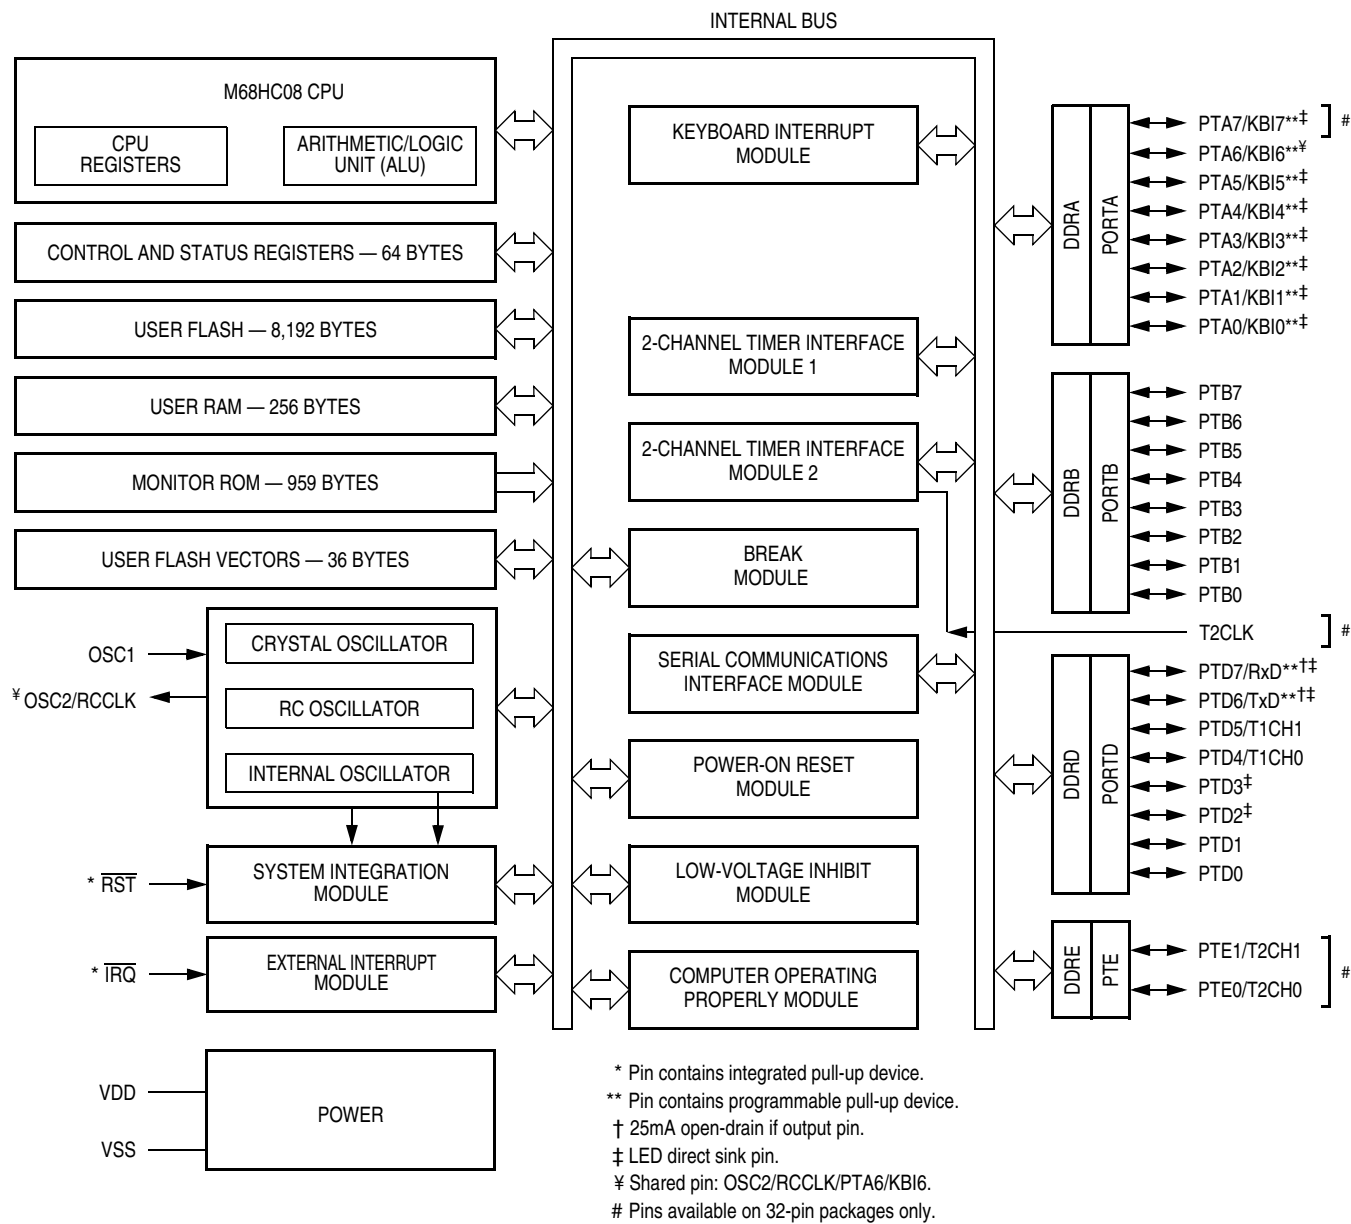 INTERNAL BUS
M68HC08 CPU
CPU
REGISTERS
ARITHMETIC/LOGIC
UNIT (ALU)
CONTROL AND STATUS REGISTERS — 64 BYTES
USER FLASH — 8,192 BYTES
USER RAM — 256 BYTES
MONITOR ROM — 959 BYTES
USER FLASH VECTORS — 36 BYTES
OSC1
¥ OSC2/RCCLK
CRYSTAL OSCILLATOR
RC OSCILLATOR
INTERNAL OSCILLATOR
* RST
SYSTEM INTEGRATION
MODULE
* IRQ
EXTERNAL INTERRUPT
MODULE
VDD
VSS
POWER
KEYBOARD INTERRUPT
MODULE
2-CHANNEL TIMER INTERFACE
MODULE 1
2-CHANNEL TIMER INTERFACE
MODULE 2
BREAK
MODULE
SERIAL COMMUNICATIONS
INTERFACE MODULE
POWER-ON RESET
MODULE
LOW-VOLTAGE INHIBIT
MODULE
COMPUTER OPERATING
PROPERLY MODULE
DDRA
PORTA
PTA7/KBI7**‡
#
PTA6/KBI6**¥
PTA5/KBI5**‡
PTA4/KBI4**‡
PTA3/KBI3**‡
PTA2/KBI2**‡
PTA1/KBI1**‡
PTA0/KBI0**‡
DDRB
PORTB
PTB7
PTB6
PTB5
PTB4
PTB3
PTB2
PTB1
PTB0
T2CLK
#
DDRD
PORTD
PTD7/RxD**†‡
PTD6/TxD**†‡
PTD5/T1CH1
PTD4/T1CH0
PTD3‡
PTD2‡
PTD1
PTD0
DDRE
PTE
PTE1/T2CH1
PTE0/T2CH0
#
* Pin contains integrated pull-up device.
** Pin contains programmable pull-up device.
† 25mA open-drain if output pin.
‡ LED direct sink pin.
¥ Shared pin: OSC2/RCCLK/PTA6/KBI6.
# Pins available on 32-pin packages only.